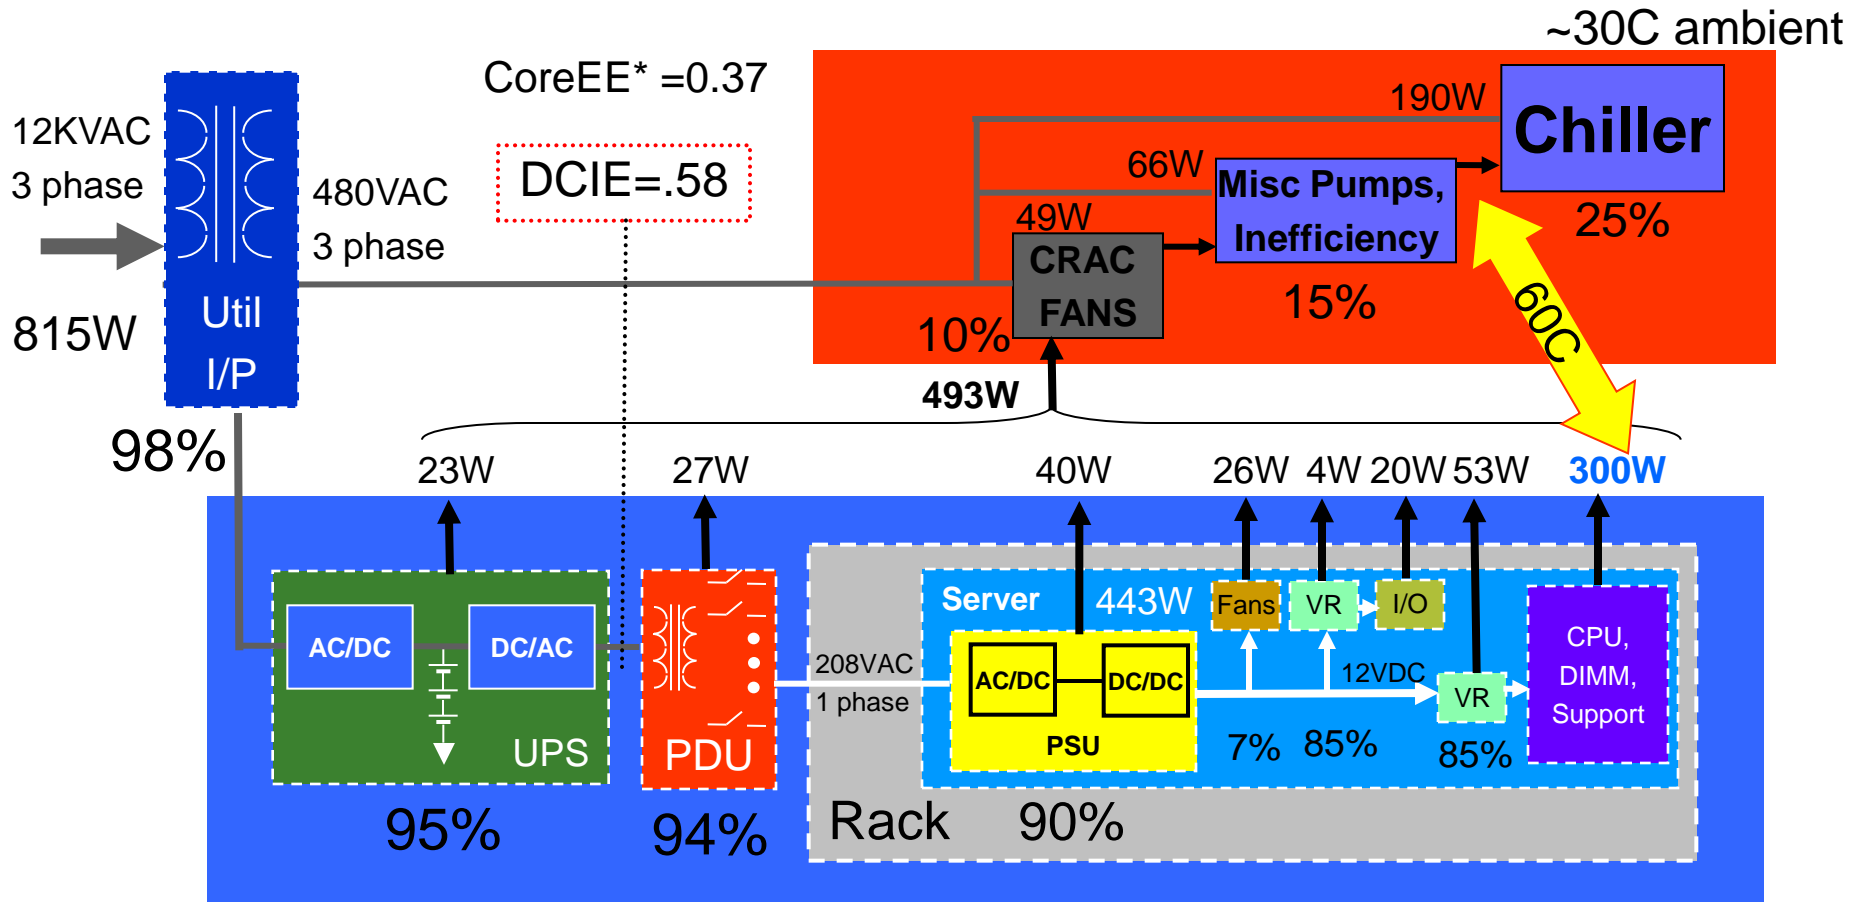 ~30C ambient
CoreEE* =0.37
12KVAC
3 phase
480VAC
3 phase
815W
Util
I/P
98%
DCIE=.58
190W
Chiller
25%
66W
Misc Pumps,
Inefficiency
15%
49W
CRAC
FANS
10%
60C
493W
23W
27W
40W
26W
4W
20W
53W
300W
AC/DC
DC/AC
UPS
95%
PDU
94%
208VAC
1 phase
Server
443W
AC/DC
DC/DC
PSU
Fans
VR
I/O
12VDC
VR
CPU,
DIMM,
Support
7%
85%
85%
Rack
90%